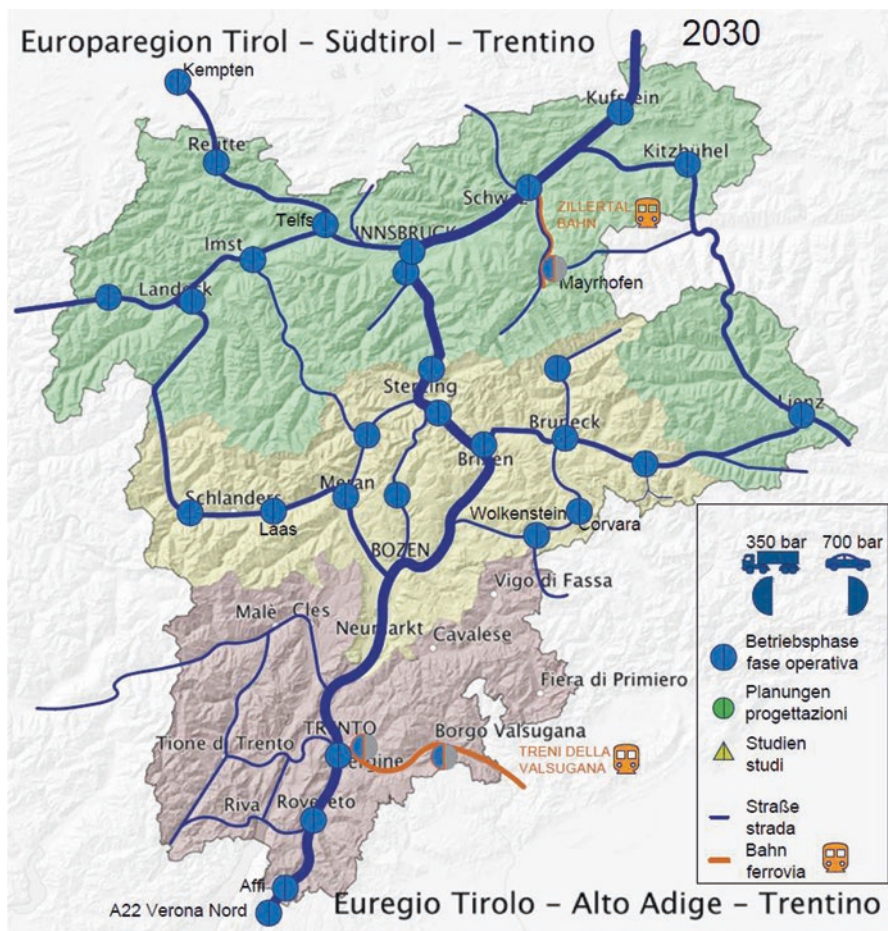 Europaregion Tirol – Südtirol – Trentino
2030
Kempten
Kufstein
Reutte
Kitzbühel
Schwaz
ZILLERTAL
BAHN
Telfs
INNSBRUCK
Imst
Landeck
Mayrhofen
Sterzing
Lienz
Bruneck
Brixen
Meran
Schlanders
Laas
Wolkenstein
Corvara
BOZEN
Vigo di Fassa
Malè
Cles
Neumarkt
Cavalese
Fiera di Primiero
TRENTO
Borgo Valsugana
Tione di Trento
Pergine
TRENI DELLA
VALSUGANA
Riva
Rovereto
Affi
A22 Verona Nord
Euregio Tirolo – Alto Adige – Trentino
350 bar
700 bar
Betriebsphase
fase operativa
Planungen
progettazioni
Studien
studi
Straße
strada
Bahn
ferrovia